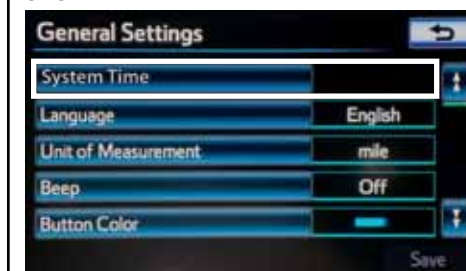 General Settings
System Time
Language English
Unit of Measurement mile
Beep Off
Button Color
Save